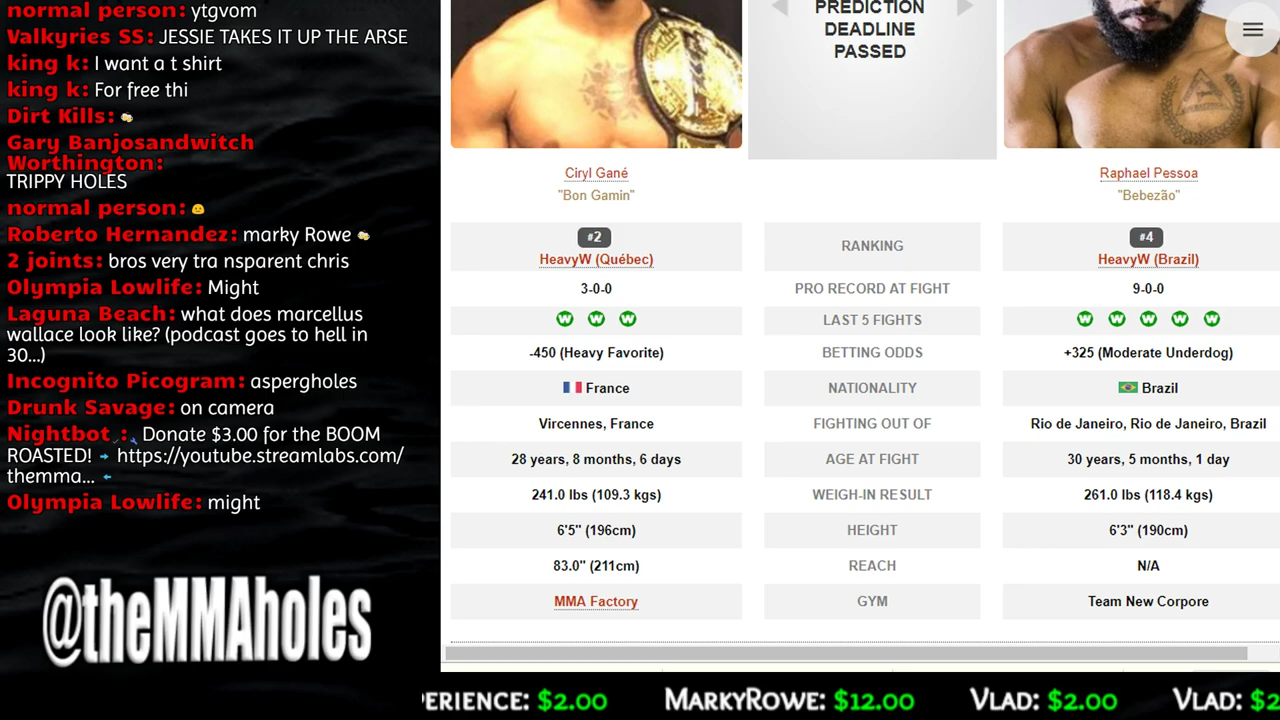 normal person: ytgvom
Valkyries SS: JESSIE TAKES IT UP THE ARSE
king k: I want a t shirt
king k: For free thi
Dirt Kills:
Gary Banjosandwitch
Worthington:
TRIPPY HOLES
normal person:
Roberto Hernandez: marky Rowe
2 joints: bros very tra nsparent chris
Olympia Lowlife: Might
Laguna Beach: what does marcellus
wallace look like? (podcast goes to hell in
30...)
Incognito Picogram: aspergholes
Drunk Savage: on camera
Nightbot : Donate $3.00 for the BOOM
ROASTED! https://youtube.streamlabs.com/
themma...
Olympia Lowlife: might
@theMMAholes
PREDICTION
DEADLINE
PASSED
Ciryl Gané Raphael Pessoa
"Bon Gamin" "Bebezão"
#2 RANKING #4
HeavyW (Québec) HeavyW (Brazil)
3-0-0 PRO RECORD AT FIGHT 9-0-0
W W W LAST 5 FIGHTS W W W W W
-450 (Heavy Favorite) BETTING ODDS +325 (Moderate Underdog)
France NATIONALITY Brazil
Vircennes, France FIGHTING OUT OF Rio de Janeiro, Rio de Janeiro, Brazil
28 years, 8 months, 6 days AGE AT FIGHT 30 years, 5 months, 1 day
241.0 lbs (109.3 kgs) WEIGH-IN RESULT 261.0 lbs (118.4 kgs)
6'5" (196cm) HEIGHT 6'3" (190cm)
83.0" (211cm) REACH N/A
MMA Factory GYM Team New Corpore
PERIENCE: $2.00 MARKYROWE: $12.00 VLAD: $2.00 VLAD: $2